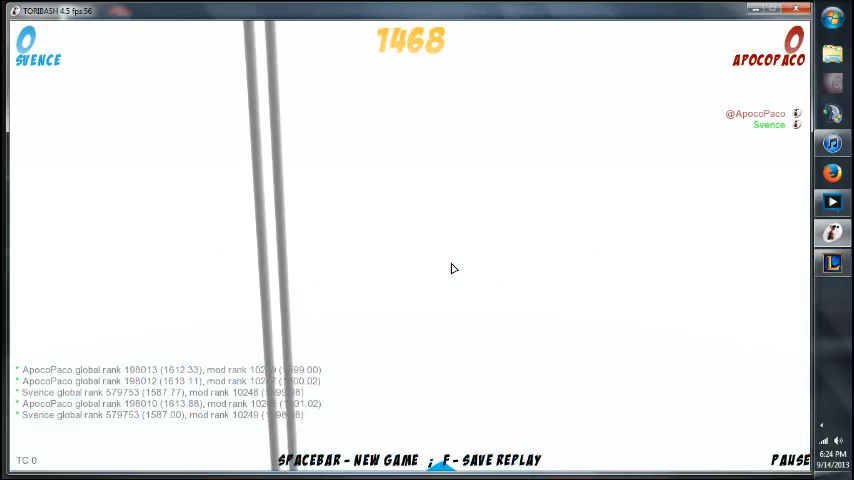 TORIBASH 4.5 fps:56
0
SVENCE
1468
0
APOCOPACO
@ApocoPaco
Svence
* ApocoPaco global rank 198013 (1612.33), mod rank
* ApocoPaco global rank 198012 (1613.11), mod rank
* Svence global rank 579753 (1587.77), mod rank 10248
* ApocoPaco global rank 198010 (1613.88), mod rank
* Svence global rank 579753 (1587.00), mod rank 10249
TC 0
SPACEBAR - NEW GAME ; F - SAVE REPLAY
PAUSE
6:24 PM
9/14/2013